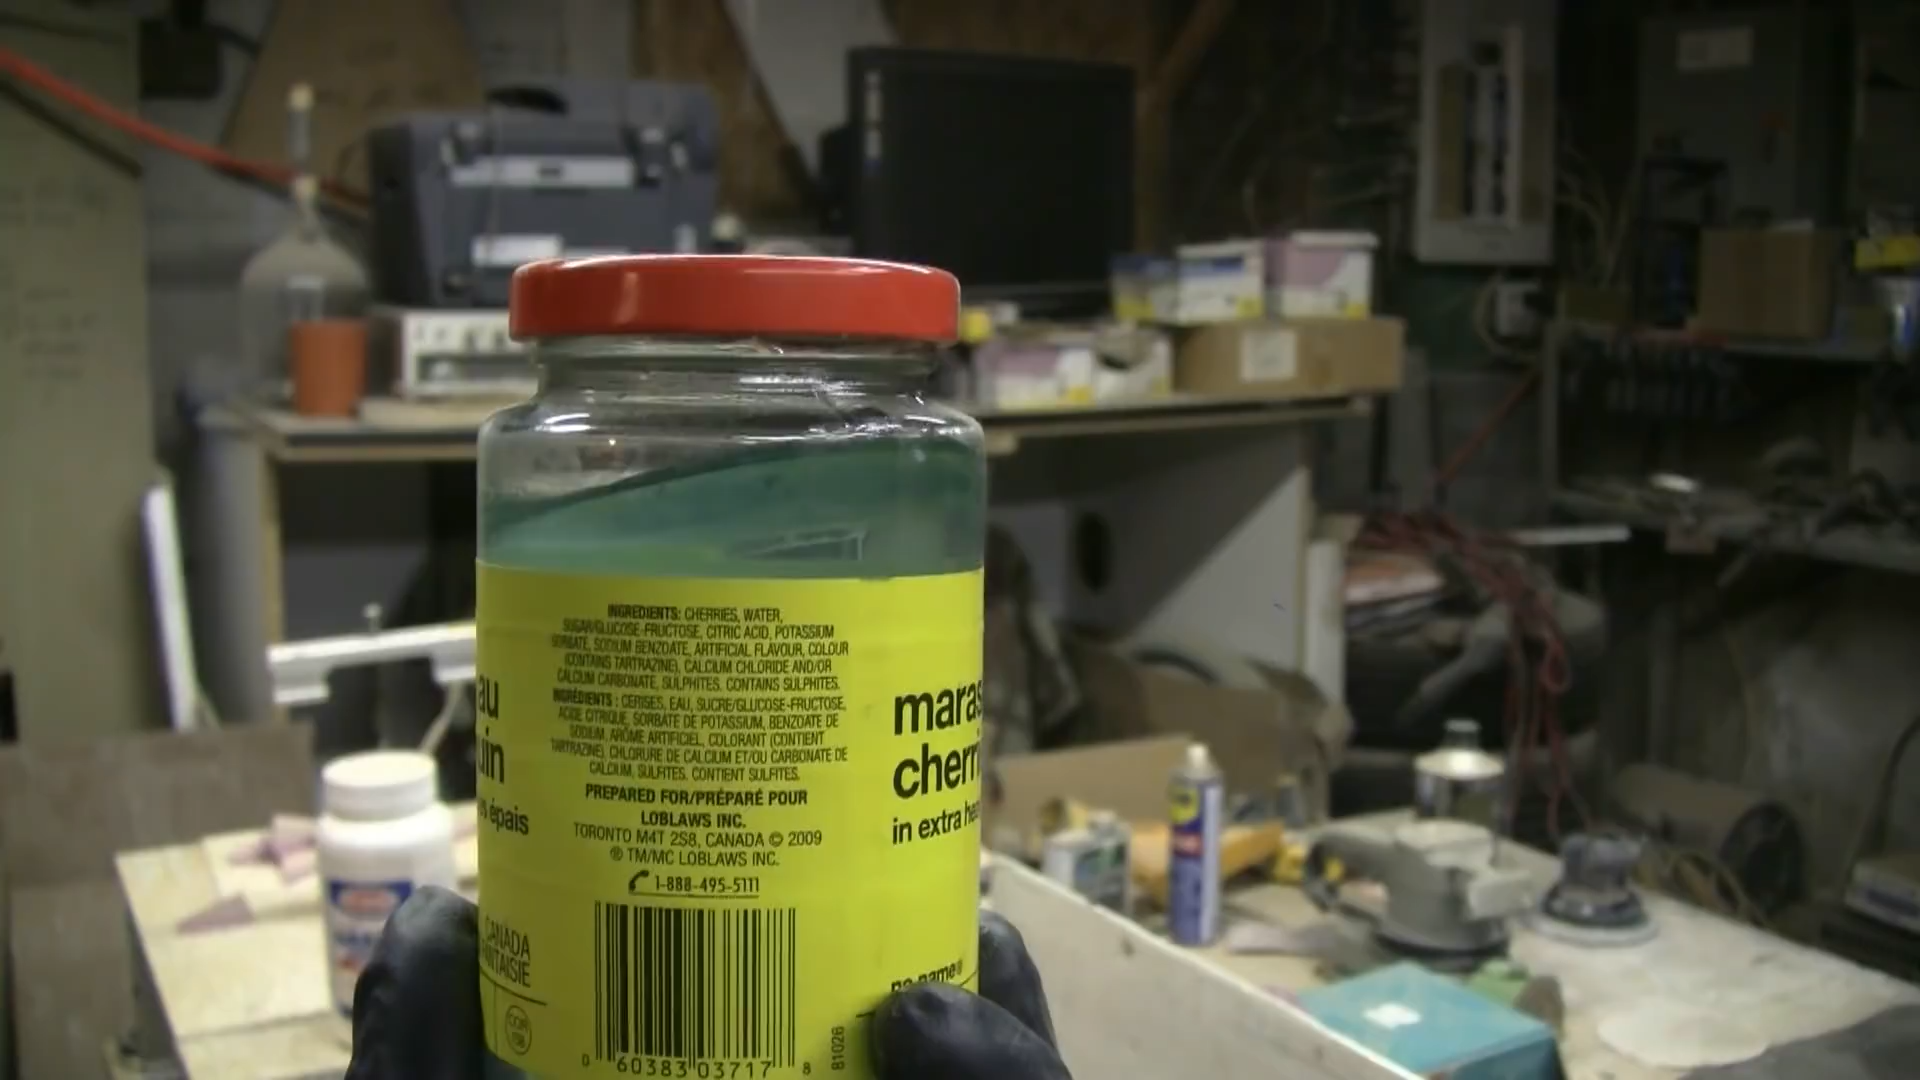 INGREDIENTS: CHERRIES, WATER,
SUGAR/GLUCOSE-FRUCTOSE, CITRIC ACID, POTASSIUM
SORBATE, SODIUM BENZOATE, ARTIFICIAL FLAVOUR, COLOUR
(CONTAINS TARTRAZINE), CALCIUM CHLORIDE AND/OR
CALCIUM CARBONATE, SULPHITES. CONTAINS SULPHITES.
INGRÉDIENTS : CERISES, EAU, SUCRE/GLUCOSE-FRUCTOSE,
ACIDE CITRIQUE, SORBATE DE POTASSIUM, BENZOATE DE
SODIUM, ARÔME ARTIFICIEL, COLORANT (CONTIENT
TARTRAZINE), CHLORURE DE CALCIUM ET/OU CARBONATE DE
CALCIUM, SULFITES. CONTIENT SULFITES.
PREPARED FOR/PRÉPARÉ POUR
LOBLAWS INC.
TORONTO M4T 2S8, CANADA © 2009
® TM/MC LOBLAWS INC.
1-888-495-5111
au
uin
épais
CANADA
FANTAISIE
maras
cherri
in extra hea
no name®
0 60383 03717 8
81026